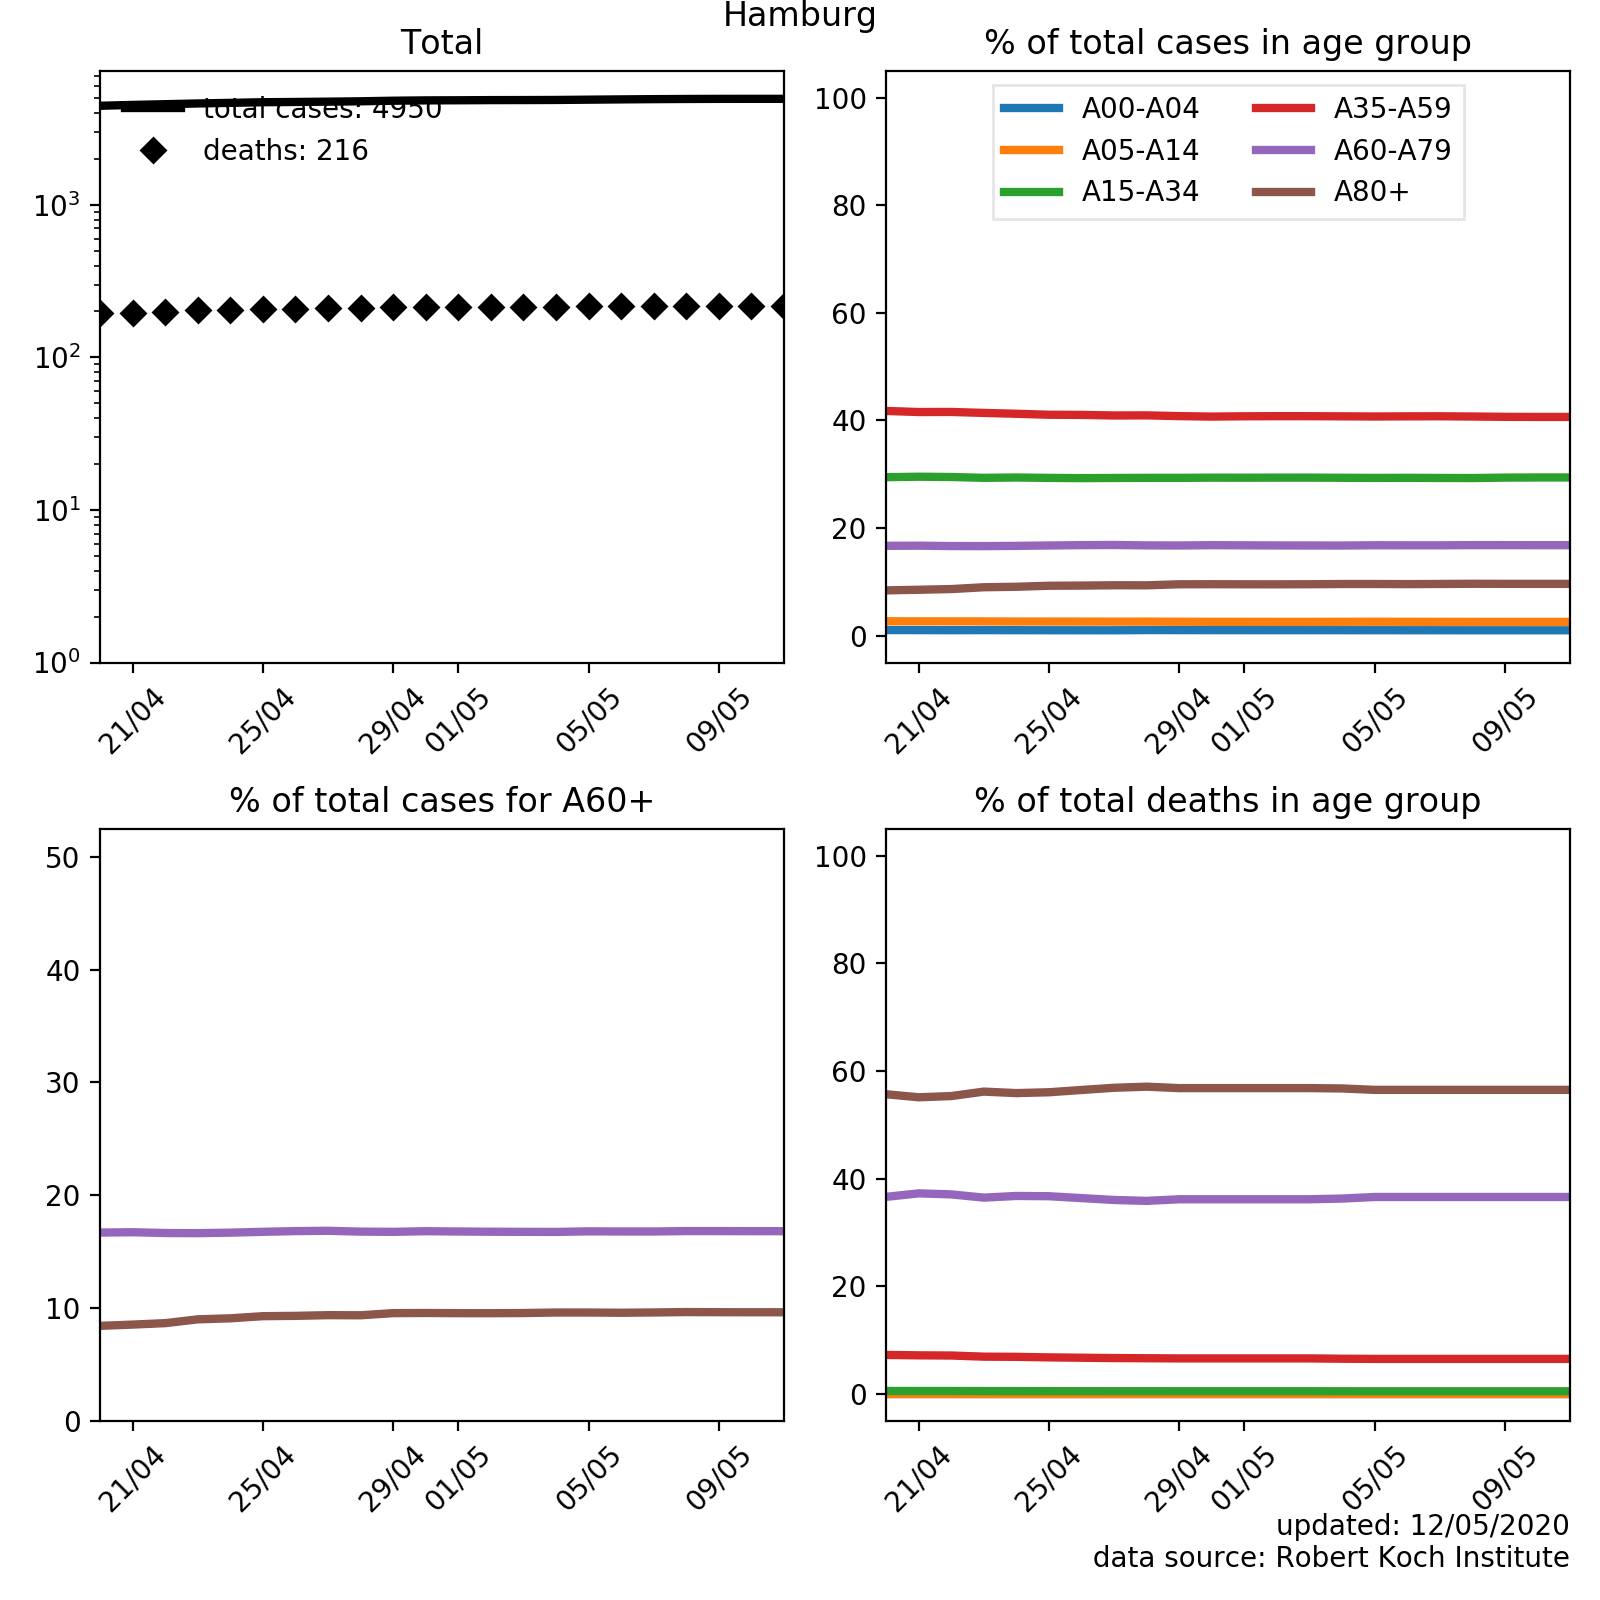 Hamburg
Total
total cases: 4950
deaths: 216
10³
10²
10¹
10⁰
21/04 25/04 29/04 01/05 05/05 09/05
% of total cases in age group
A00-A04 A35-A59
A05-A14 A60-A79
A15-A34 A80+
100
80
60
40
20
0
21/04 25/04 29/04 01/05 05/05 09/05
% of total cases for A60+
50
40
30
20
10
0
21/04 25/04 29/04 01/05 05/05 09/05
% of total deaths in age group
100
80
60
40
20
0
21/04 25/04 29/04 01/05 05/05 09/05
updated: 12/05/2020
data source: Robert Koch Institute